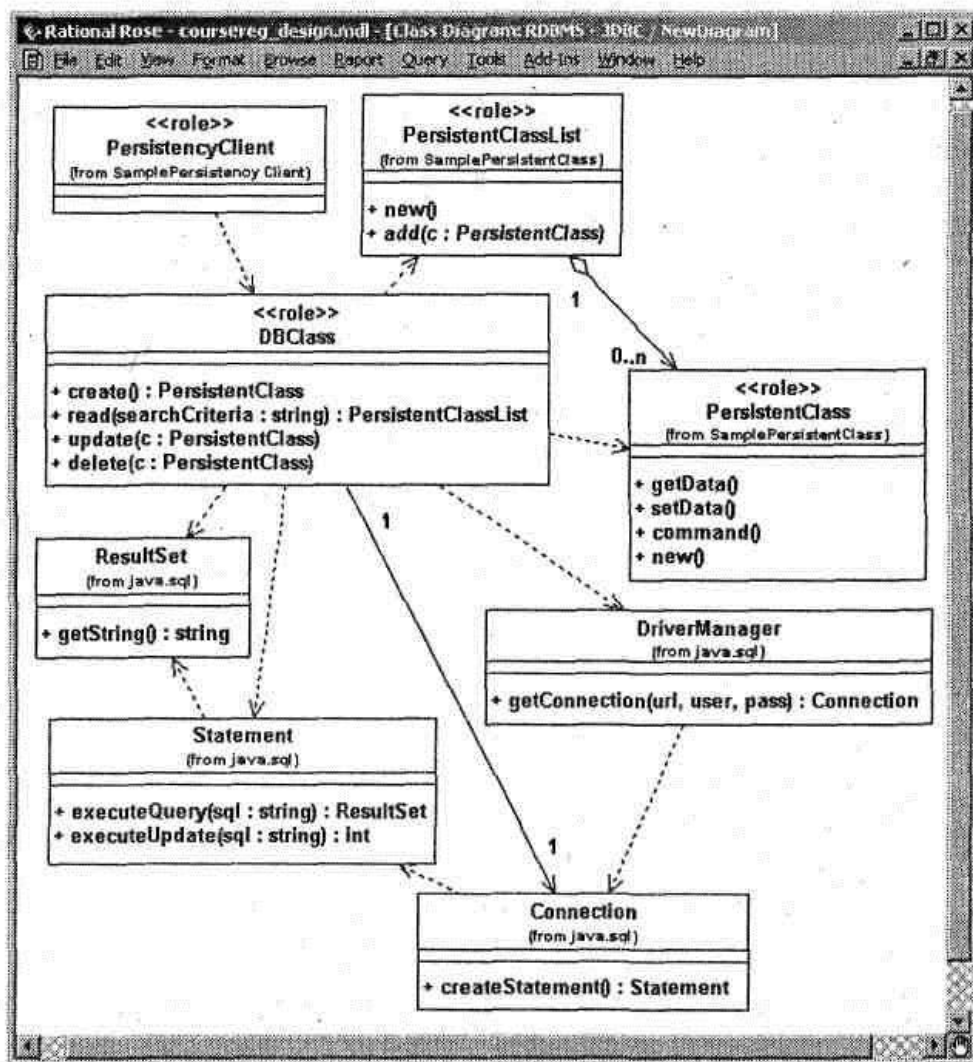 Rational Rose - coursereg_design.mdl - [Class Diagram: RDBMS - JDBC / NewDiagram]
File Edit View Format Browse Report Query Tools Add-Ins Window Help
<<role>>
PersistencyClient
(from SamplePersistency Client)
<<role>>
PersistentClassList
(from SamplePersistentClass)
+ new()
+ add(c : PersistentClass)
<<role>>
DBClass
+ create() : PersistentClass
+ read(searchCriteria : string) : PersistentClassList
+ update(c : PersistentClass)
+ delete(c : PersistentClass)
1
0..n
<<role>>
PersistentClass
(from SamplePersistentClass)
+ getData()
+ setData()
+ command()
+ new()
1
ResultSet
(from java.sql)
+ getString() : string
DriverManager
(from java.sql)
+ getConnection(url, user, pass) : Connection
Statement
(from java.sql)
+ executeQuery(sql : string) : ResultSet
+ executeUpdate(sql : string) : int
1
Connection
(from java.sql)
+ createStatement() : Statement